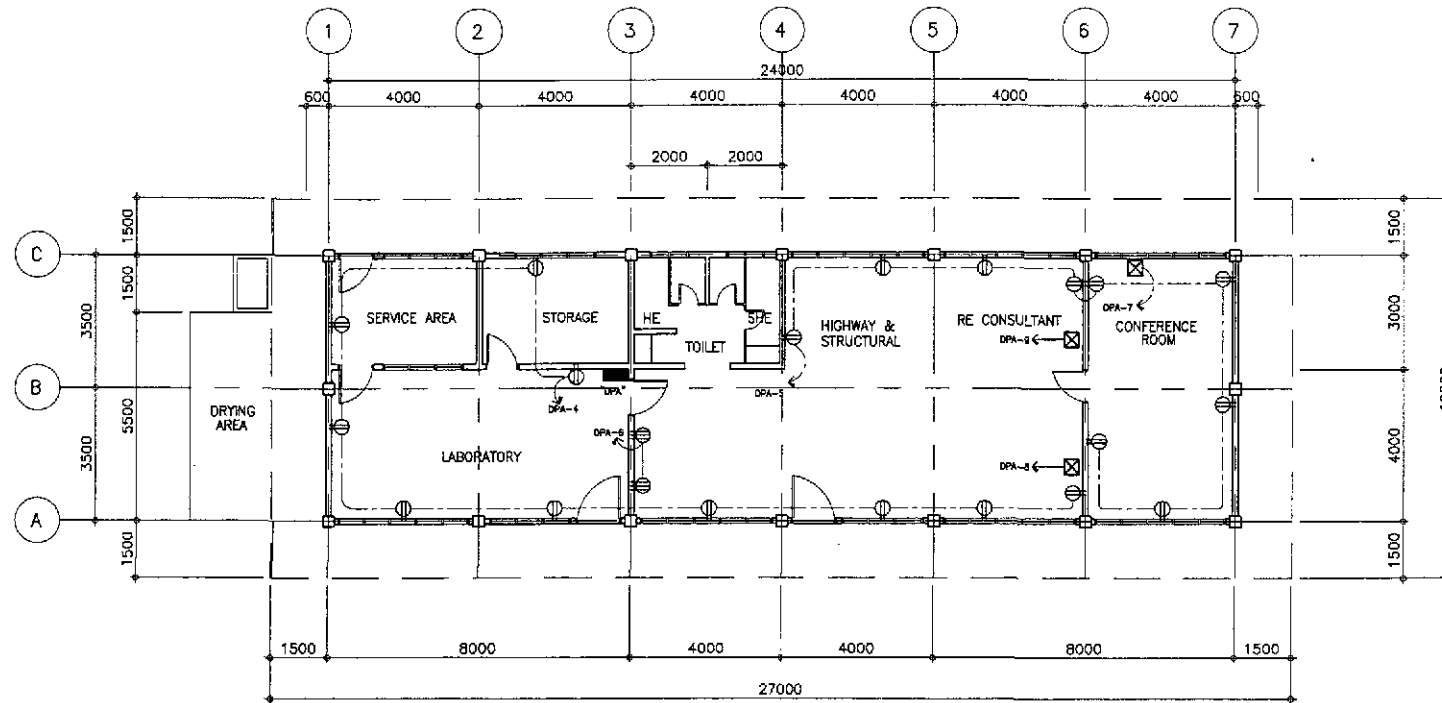 1 2 3 4 5 6 7
24000
600 4000 4000 4000 4000 4000 4000 600
2000 2000
1500 1500
C
1500
3500
SERVICE AREA STORAGE HE SHE
TOILET
HIGHWAY &
STRUCTURAL
RE CONSULTANT
DPA-9
DPA-7
CONFERENCE
ROOM
3000
B
"DPA"
DPA-4
DPA-5
DRYING
AREA
5500
3500
DPA-6
LABORATORY
DPA-8
4000
A
1500 1500
1500 8000 4000 4000 8000 1500
27000